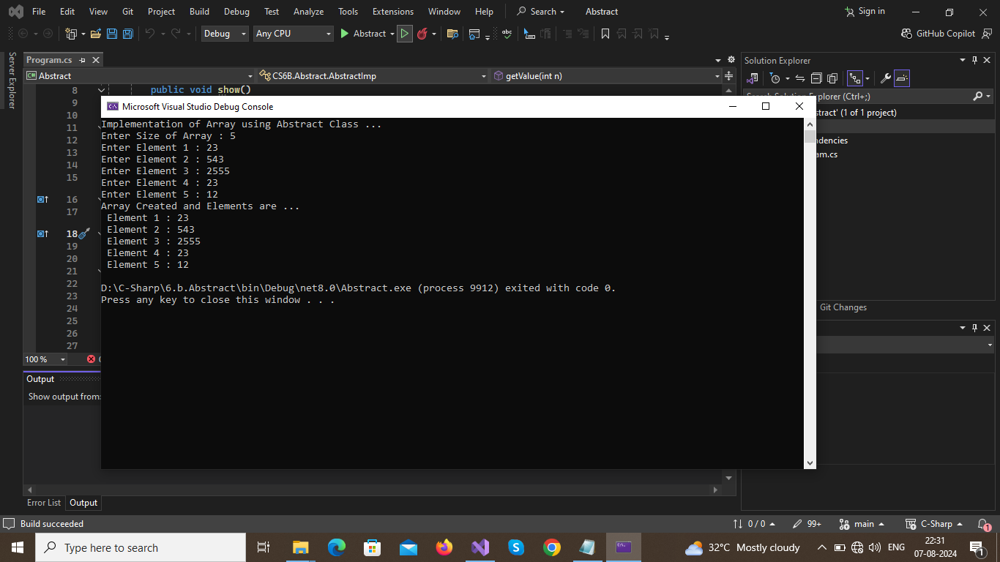 File Edit View Git Project Build Debug Test Analyze Tools Extensions Window Help Search Abstract Sign in
Debug Any CPU Abstract GitHub Copilot
Server Explorer
Program.cs
Abstract CS6B.Abstract.AbstractImp getValue(int n)
8 public void show()
9
10
11
12
13
14
15
16
17
18
19
20
21
22
23
24
25
26
27
100 %
Microsoft Visual Studio Debug Console
Implementation of Array using Abstract Class ...
Enter Size of Array : 5
Enter Element 1 : 23
Enter Element 2 : 543
Enter Element 3 : 2555
Enter Element 4 : 23
Enter Element 5 : 12
Array Created and Elements are ...
Element 1 : 23
Element 2 : 543
Element 3 : 2555
Element 4 : 23
Element 5 : 12
D:\C-Sharp\6.b.Abstract\bin\Debug\net8.0\Abstract.exe (process 9912) exited with code 0.
Press any key to close this window . . .
Solution Explorer
Explorer (Ctrl+;)
(1 of 1 project)
Git Changes
Output
Show output from:
Error List Output
Build succeeded 0 / 0 99+ main C-Sharp 1
Type here to search 32°C Mostly cloudy ENG 22:31
07-08-2024 1